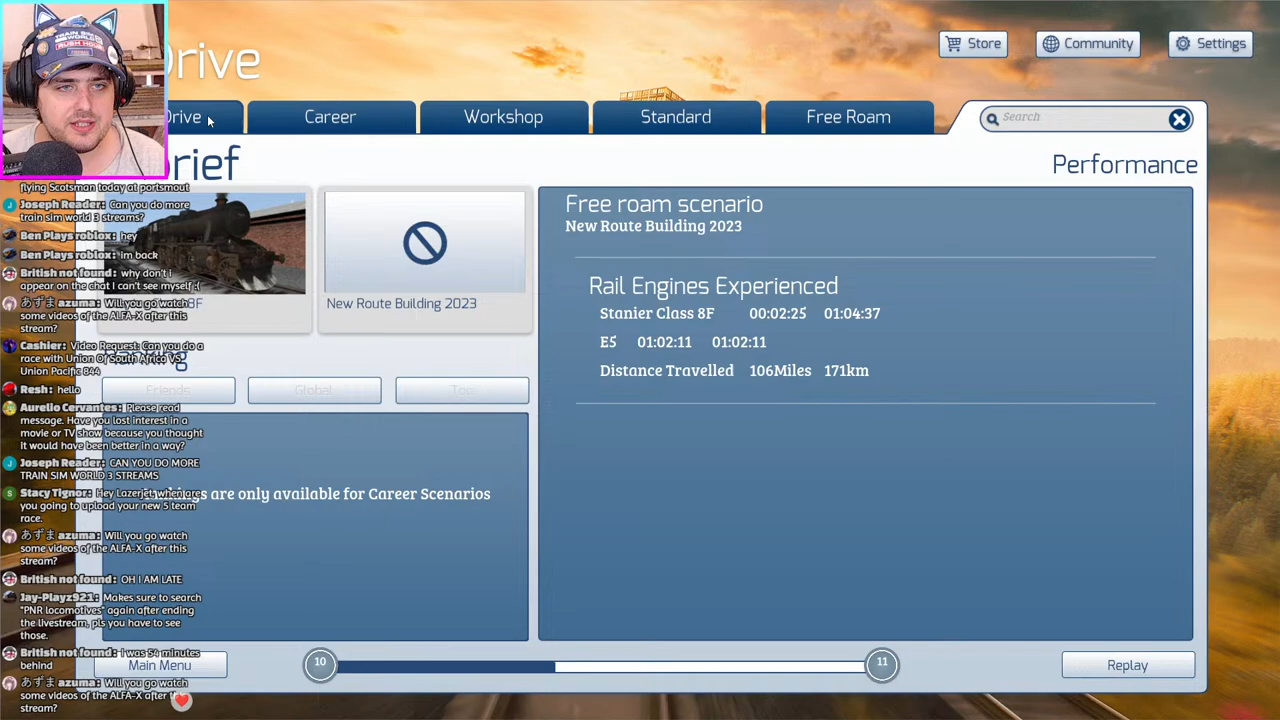 TRAIN SIM
WORLD
RUSH HOUR
Drive
Store
Community
Settings
Drive
Career
Workshop
Standard
Free Roam
Search
brief
Performance
8F
New Route Building 2023
Free roam scenario
New Route Building 2023
Rail Engines Experienced
Stanier Class 8F 00:02:25 01:04:37
E5 01:02:11 01:02:11
Distance Travelled 106Miles 171km
Friends
Global
Top
are only available for Career Scenarios
Main Menu
10
11
Replay
flying Scotsman today at portsmout
Joseph Reader: Can you do more
train sim world 3 streams?
Ben Plays roblox: hey
Ben Plays roblox: im back
British not found: why don't i
appear on the chat I can't see myself :(
あずま azuma: Will you go watch
some videos of the ALFA-X after this
stream?
Cashier: Video Request: Can you do a
race with Union Of South Africa VS
Union Pacific 844
Resh: hello
Aurelio Cervantes: Please read
message. Have you lost interest in a
movie or TV show because you thought
it would have been better in a way?
Joseph Reader: CAN YOU DO MORE
TRAIN SIM WORLD 3 STREAMS
Stacy Tignor: Hey Lazerjet, when are
you going to upload your new 5 team
race.
あずま azuma: Will you go watch
some videos of the ALFA-X after this
stream?
British not found: OH I AM LATE
Jay-Playz921: Makes sure to search
"PNR locomotives" again after ending
the livestream, pls you have to see
those.
British not found: i was 54 minutes
behind
あずま azuma: Will you go watch
some videos of the ALFA-X after this
stream?